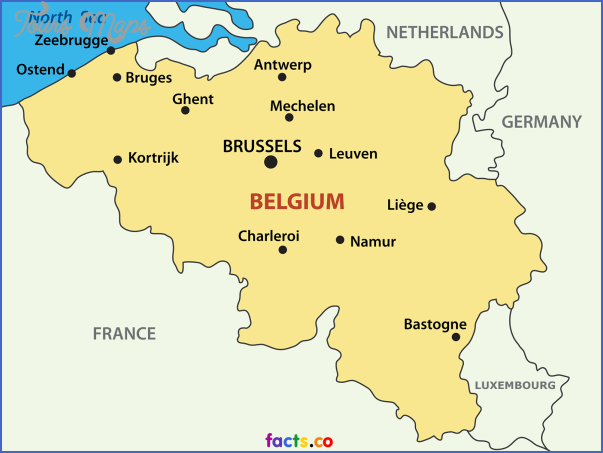 North Sea
Tours Maps
Zeebrugge
NETHERLANDS
Ostend
Bruges
Antwerp
Ghent
Mechelen
GERMANY
BRUSSELS
Leuven
Kortrijk
BELGIUM
Liège
Charleroi
Namur
FRANCE
Bastogne
LUXEMBOURG
facts.co